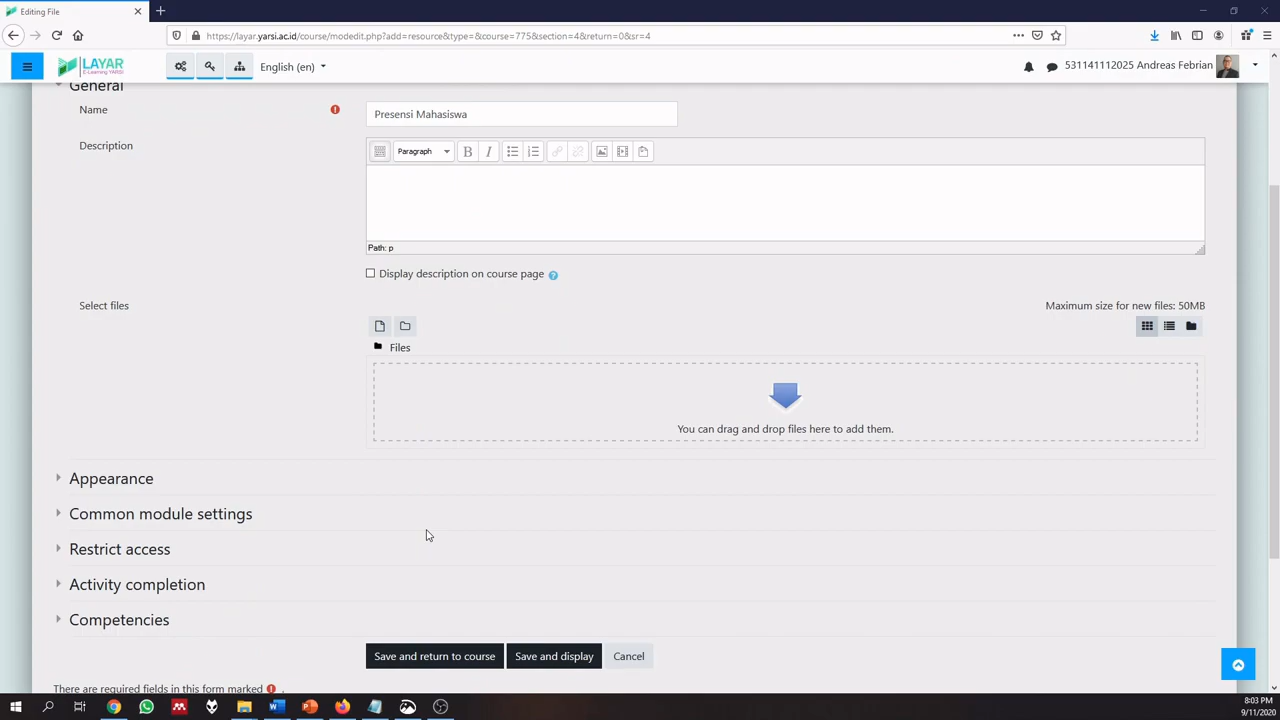 Editing File
https://layar.yarsi.ac.id/course/modedit.php?add=resource&type=&course=775&section=4&return=0&sr=4
LAYAR
E-Learning YARSI
English (en)
531141112025 Andreas Febrian
General
Name
Presensi Mahasiswa
Description
Paragraph
B I
Path: p
Display description on course page
Select files
Maximum size for new files: 50MB
Files
You can drag and drop files here to add them.
Appearance
Common module settings
Restrict access
Activity completion
Competencies
Save and return to course
Save and display
Cancel
There are required fields in this form marked .
8:03 PM
9/11/2020